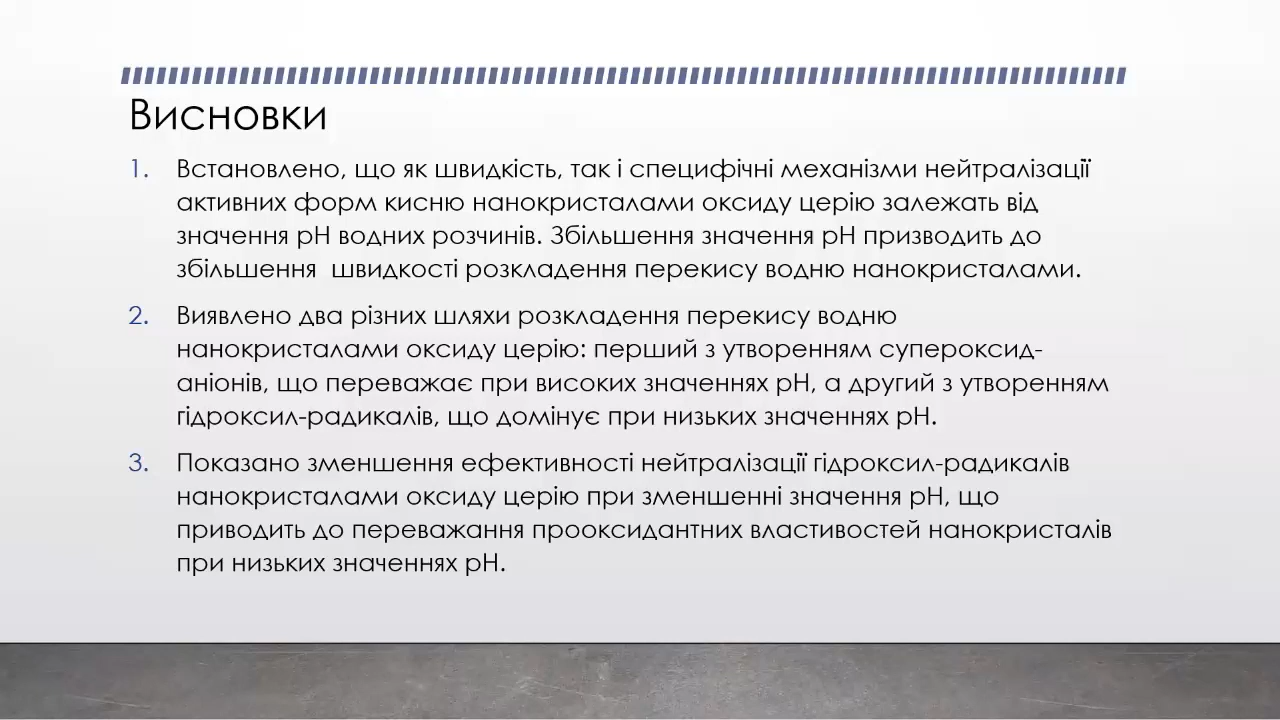 Висновки
1. Встановлено, що як швидкість, так і специфічні механізми нейтралізації
активних форм кисню нанокристалами оксиду церію залежать від
значення pH водних розчинів. Збільшення значення pH призводить до
збільшення  швидкості розкладення перекису водню нанокристалами.
2. Виявлено два різних шляхи розкладення перекису водню
нанокристалами оксиду церію: перший з утворенням супероксид-
аніонів, що переважає при високих значеннях pH, а другий з утворенням
гідроксил-радикалів, що домінує при низьких значеннях pH.
3. Показано зменшення ефективності нейтралізації гідроксил-радикалів
нанокристалами оксиду церію при зменшенні значення pH, що
приводить до переважання прооксидантних властивостей нанокристалів
при низьких значеннях pH.